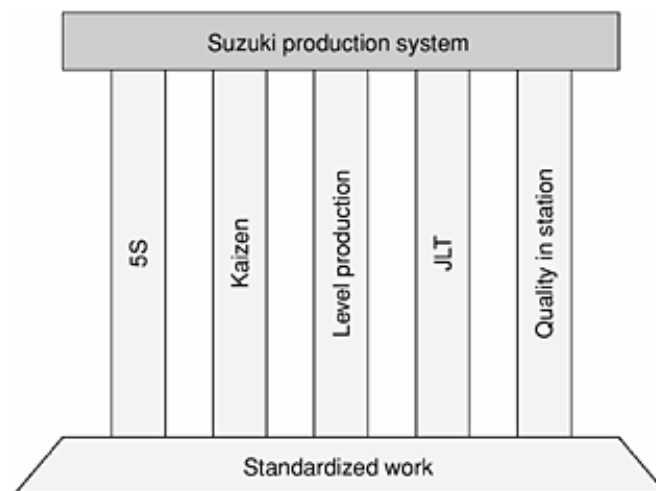 Suzuki production system
5S
Kaizen
Level production
JLT
Quality in station
Standardized work